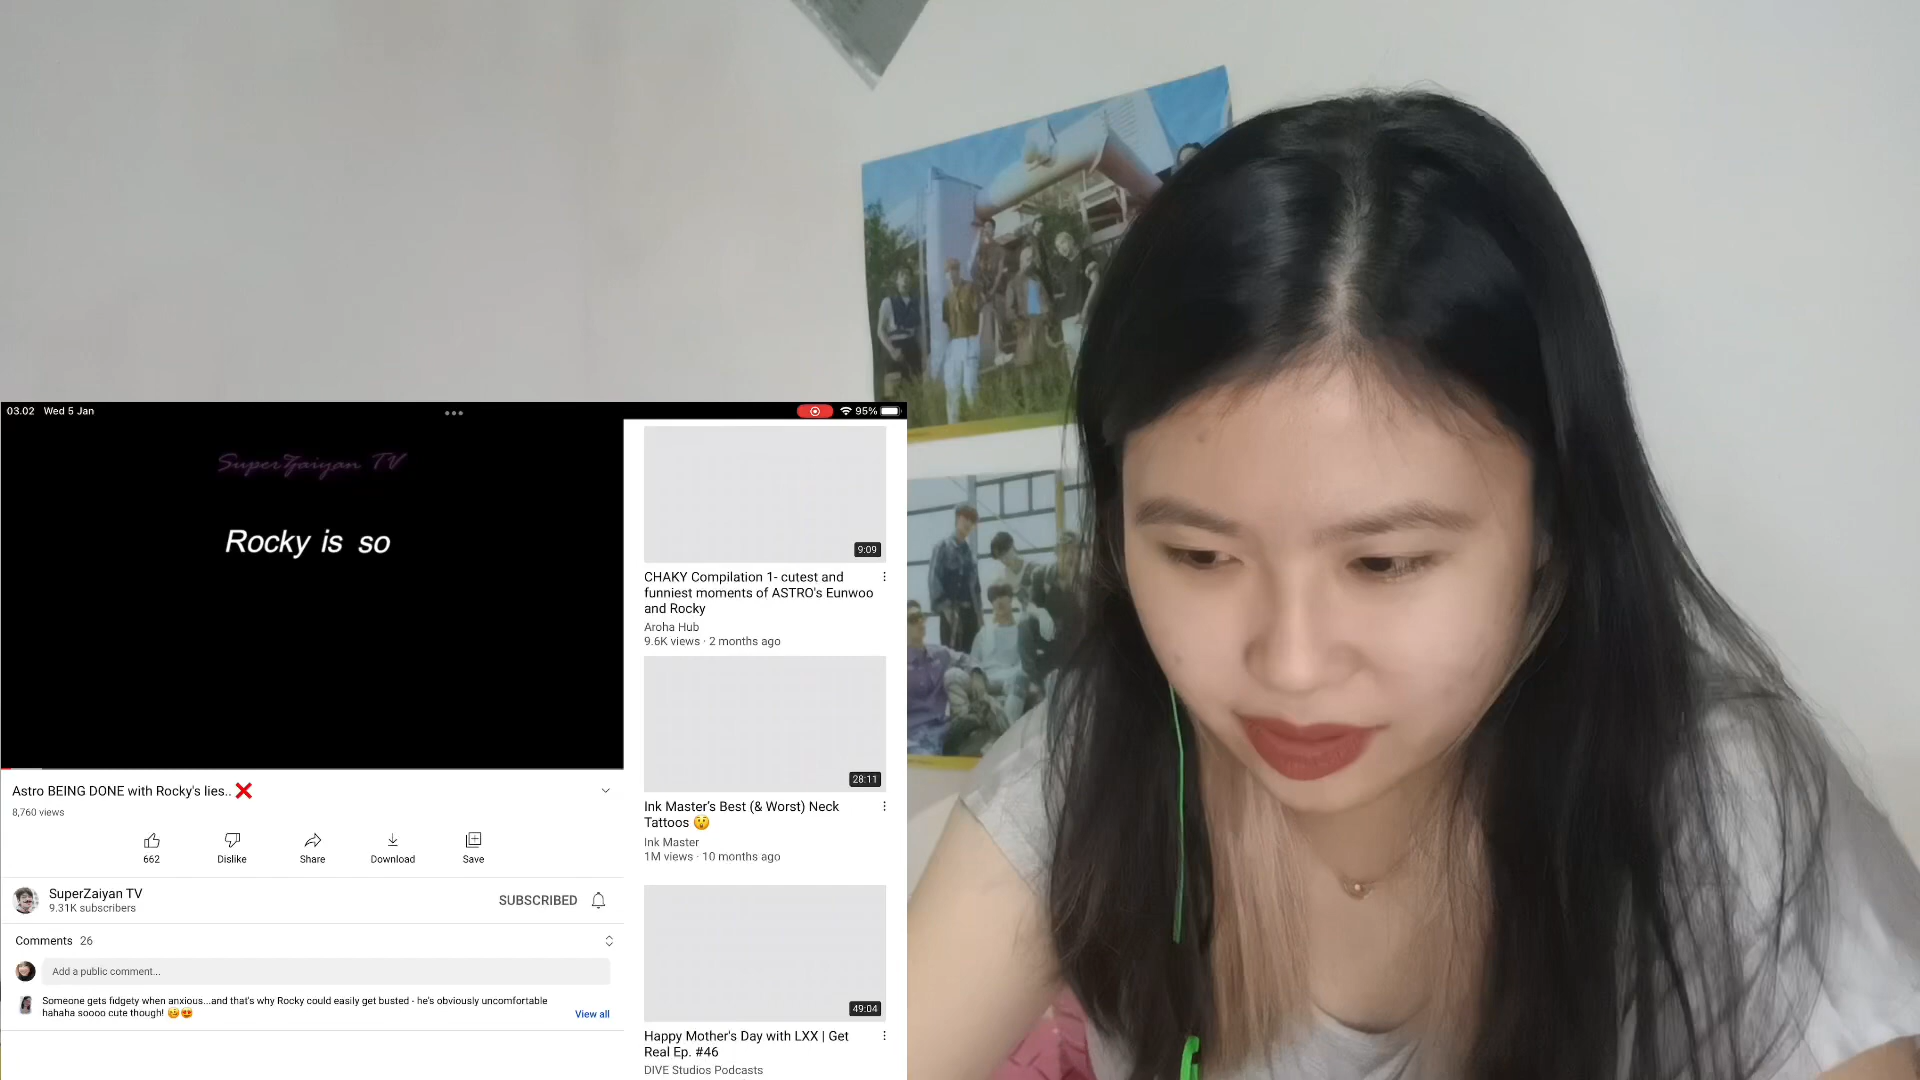 03.02 Wed 5 Jan
95%
SuperZaiyan TV
Rocky is so
Astro BEING DONE with Rocky's lies.. ❌
8,760 views
662
Dislike
Share
Download
Save
SuperZaiyan TV
9.31K subscribers
SUBSCRIBED
Comments 26
Add a public comment...
Someone gets fidgety when anxious...and that's why Rocky could easily get busted - he's obviously uncomfortable
hahaha soooo cute though! 🤣😍
View all
9:09
CHAKY Compilation 1- cutest and
funniest moments of ASTRO's Eunwoo
and Rocky
Aroha Hub
9.6K views · 2 months ago
28:11
Ink Master's Best (& Worst) Neck
Tattoos 😲
Ink Master
1M views · 10 months ago
49:04
Happy Mother's Day with LXX | Get
Real Ep. #46
DIVE Studios Podcasts